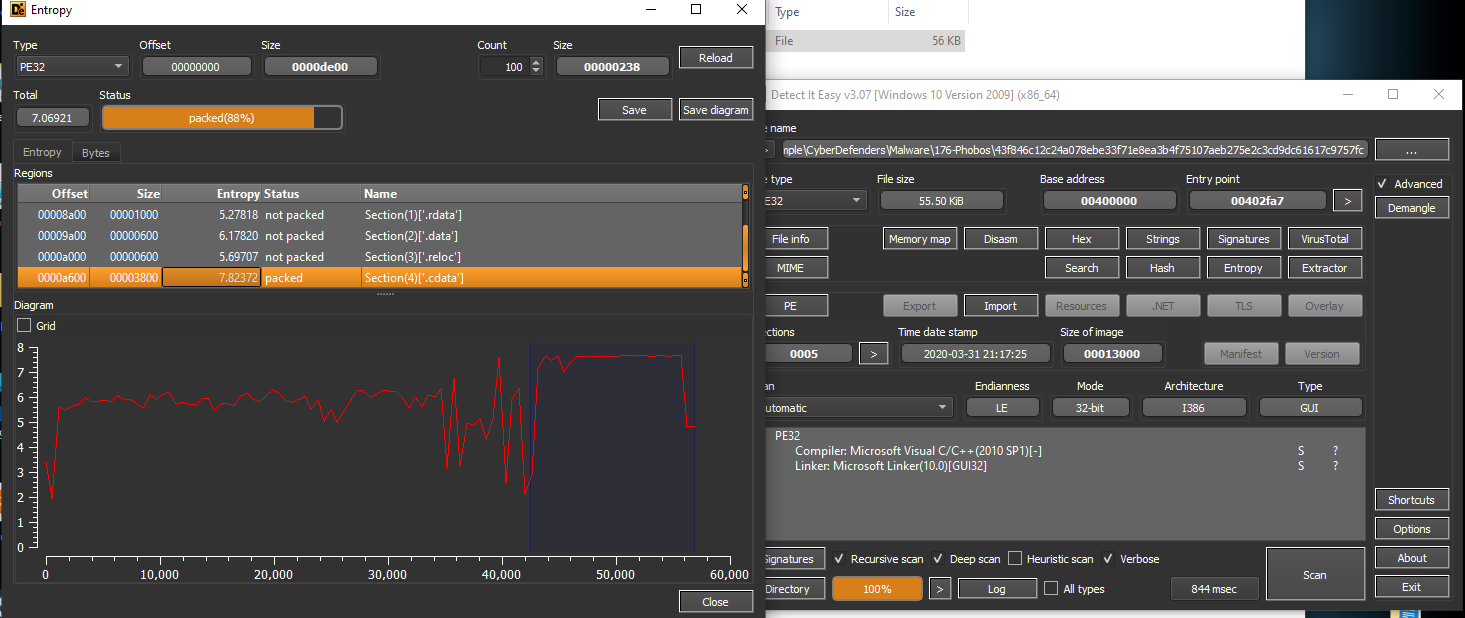 Entropy
Type
Offset
Size
Count
Size
PE32
00000000
0000de00
100
00000238
Reload
Total
Status
7.06921
packed(88%)
Save
Save diagram
Entropy
Bytes
Regions
Offset Size Entropy Status Name
00008a00 00001000 5.27818 not packed Section(1)['.rdata']
00009a00 00000600 6.17820 not packed Section(2)['.data']
0000a000 00000600 5.69707 not packed Section(3)['.reloc']
0000a600 00003800 7.82372 packed Section(4)['.cdata']
Diagram
Grid
8
7
6
5
4
3
2
1
0
0 10,000 20,000 30,000 40,000 50,000 60,000
Close
Type Size
File 56 KB
Detect It Easy v3.07 [Windows 10 Version 2009] (x86_64)
name
>
mple\CyberDefenders\Malware\176-Phobos\43f846c12c24a078ebe33f71e8ea3b4f75107aeb275e2c3cd9dc61617c9757fc
...
type
File size
Base address
Entry point
Advanced
E32
55.50 KiB
00400000
00402fa7
>
Demangle
File info
Memory map
Disasm
Hex
Strings
Signatures
VirusTotal
MIME
Search
Hash
Entropy
Extractor
PE
Export
Import
Resources
.NET
TLS
Overlay
ections
Time date stamp
Size of image
0005
>
2020-03-31 21:17:25
00013000
Manifest
Version
an
Endianness
Mode
Architecture
Type
utomatic
LE
32-bit
I386
GUI
PE32
Compiler: Microsoft Visual C/C++(2010 SP1)[-] S ?
Linker: Microsoft Linker(10.0)[GUI32] S ?
Shortcuts
Options
About
Exit
ignatures
Recursive scan
Deep scan
Heuristic scan
Verbose
Directory
100%
>
Log
All types
844 msec
Scan